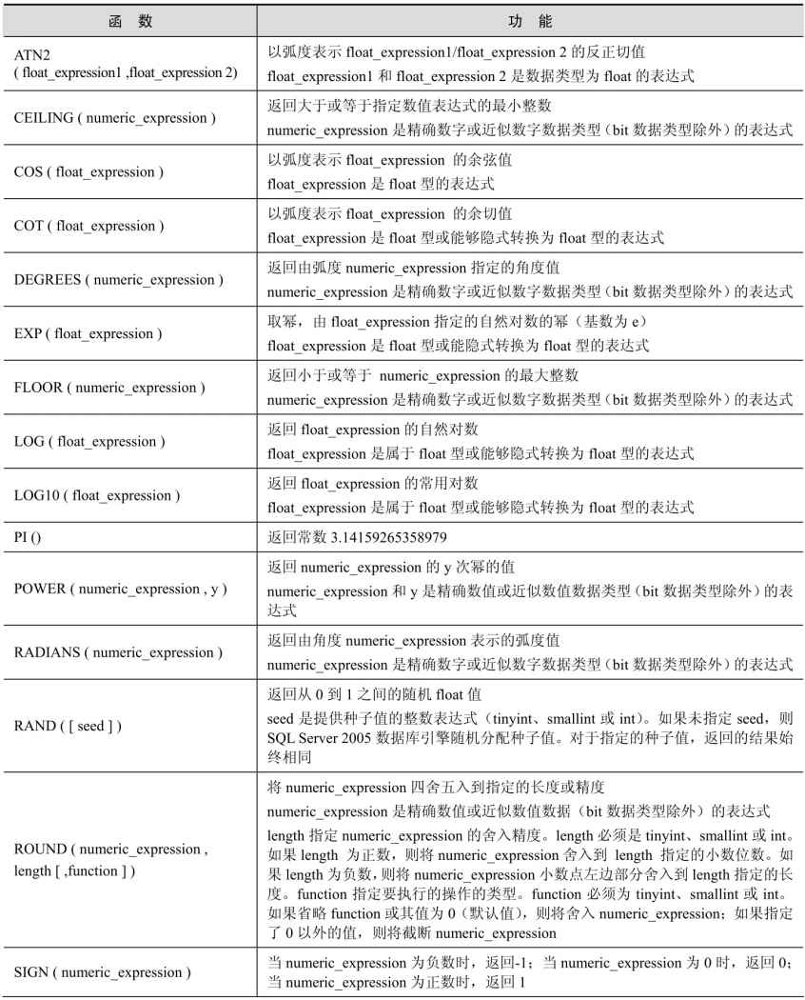 函 数
功 能
ATN2
( float_expression1 ,float_expression 2)
以弧度表示 float_expression1/float_expression 2 的反正切值
float_expression1 和 float_expression 2 是数据类型为 float 的表达式
CEILING ( numeric_expression )
返回大于或等于指定数值表达式的最小整数
numeric_expression 是精确数字或近似数字数据类型（bit 数据类型除外）的表达式
COS ( float_expression )
以弧度表示 float_expression 的余弦值
float_expression 是 float 型的表达式
COT ( float_expression )
以弧度表示 float_expression 的余切值
float_expression 是 float 型或能够隐式转换为 float 型的表达式
DEGREES ( numeric_expression )
返回由弧度 numeric_expression 指定的角度值
numeric_expression 是精确数字或近似数字数据类型（bit 数据类型除外）的表达式
EXP ( float_expression )
取幂，由 float_expression 指定的自然对数的幂（基数为 e）
float_expression 是 float 型或能隐式转换为 float 型的表达式
FLOOR ( numeric_expression )
返回小于或等于 numeric_expression 的最大整数
numeric_expression 是精确数字或近似数字数据类型（bit 数据类型除外）的表达式
LOG ( float_expression )
返回 float_expression 的自然对数
float_expression 是属于 float 型或能够隐式转换为 float 型的表达式
LOG10 ( float_expression )
返回 float_expression 的常用对数
float_expression 是属于 float 型或能够隐式转换为 float 型的表达式
PI ()
返回常数 3.14159265358979
POWER ( numeric_expression , y )
返回 numeric_expression 的 y 次幂的值
numeric_expression 和 y 是精确数值或近似数值数据类型（bit 数据类型除外）的表
达式
RADIANS ( numeric_expression )
返回由角度 numeric_expression 表示的弧度值
numeric_expression 是精确数字或近似数字数据类型（bit 数据类型除外）的表达式
RAND ( [ seed ] )
返回从 0 到 1 之间的随机 float 值
seed 是提供种子值的整数表达式（tinyint、smallint 或 int）。如果未指定 seed，则
SQL Server 2005 数据库引擎随机分配种子值。对于指定的种子值，返回的结果始
终相同
ROUND ( numeric_expression ,
length [ ,function ] )
将 numeric_expression 四舍五入到指定的长度或精度
numeric_expression 是精确数值或近似数值数据（bit 数据类型除外）的表达式
length 指定 numeric_expression 的舍入精度。length 必须是 tinyint、smallint 或 int。
如果 length 为正数，则将 numeric_expression 舍入到 length 指定的小数位数。如
果 length 为负数，则将 numeric_expression 小数点左边部分舍入到 length 指定的长
度。function 指定要执行的操作的类型。function 必须为 tinyint、smallint 或 int。
如果省略 function 或其值为 0（默认值），则将舍入 numeric_expression；如果指定
了 0 以外的值，则将截断 numeric_expression
SIGN ( numeric_expression )
当 numeric_expression 为负数时，返回-1；当 numeric_expression 为 0 时，返回 0；
当 numeric_expression 为正数时，返回 1